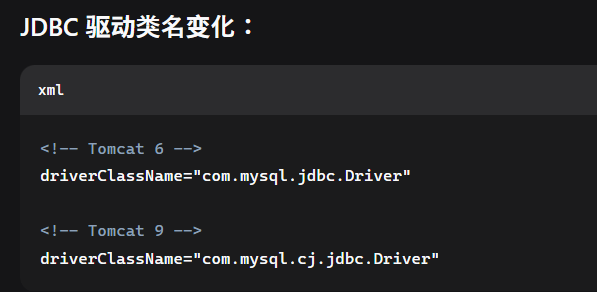 JDBC 驱动类名变化：
xml
<!-- Tomcat 6 -->
driverClassName="com.mysql.jdbc.Driver"
<!-- Tomcat 9 -->
driverClassName="com.mysql.cj.jdbc.Driver"